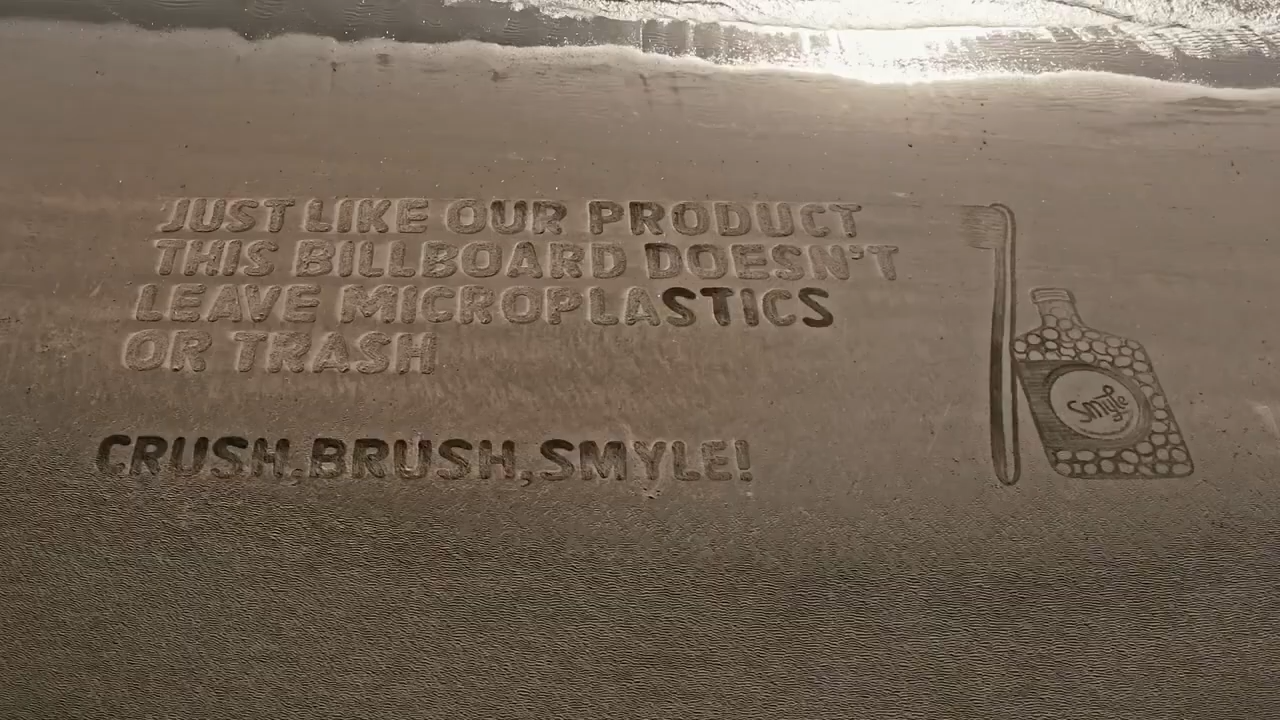 JUST LIKE OUR PRODUCT
THIS BILLBOARD DOESN'T
LEAVE MICROPLASTICS
OR TRASH
CRUSH, BRUSH, SMYLE!
Smyle